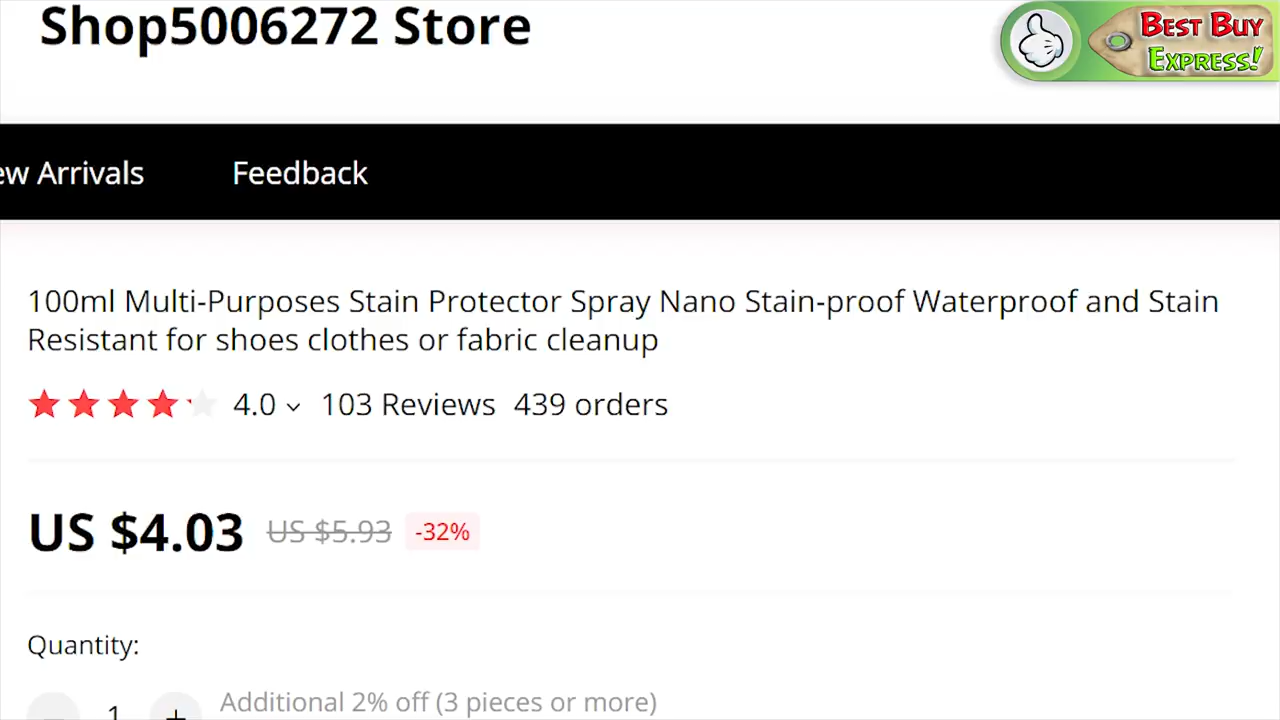 Shop5006272 Store
BEST BUY
EXPRESS!
ew Arrivals Feedback
100ml Multi-Purposes Stain Protector Spray Nano Stain-proof Waterproof and Stain
Resistant for shoes clothes or fabric cleanup
4.0 103 Reviews 439 orders
US $4.03 US $5.93 -32%
Quantity:
1 + Additional 2% off (3 pieces or more)